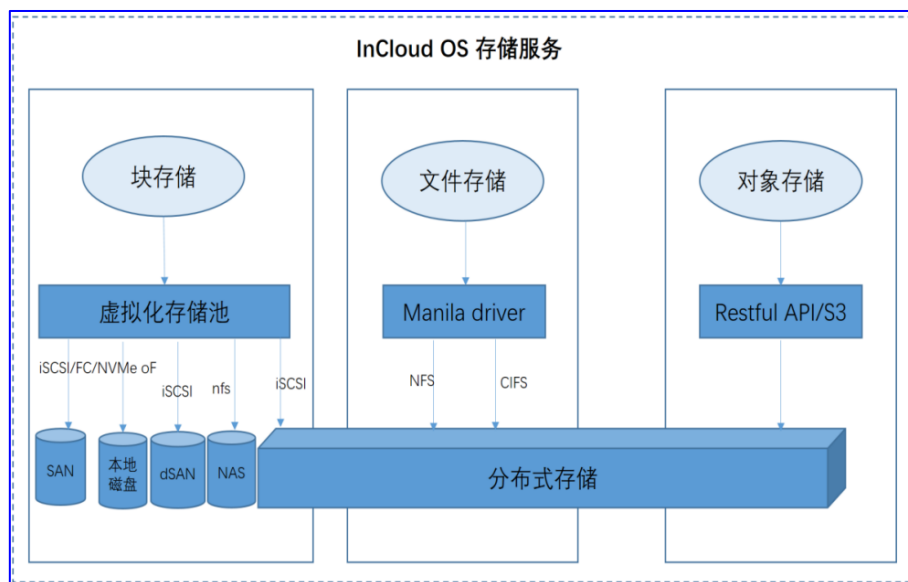 InCloud OS 存储服务
块存储
文件存储
对象存储
虚拟化存储池
Manila driver
Restful API/S3
iSCSI/FC/NVMe oF
iSCSI
nfs
iSCSI
NFS
CIFS
SAN
本地
磁盘
dSAN
NAS
分布式存储